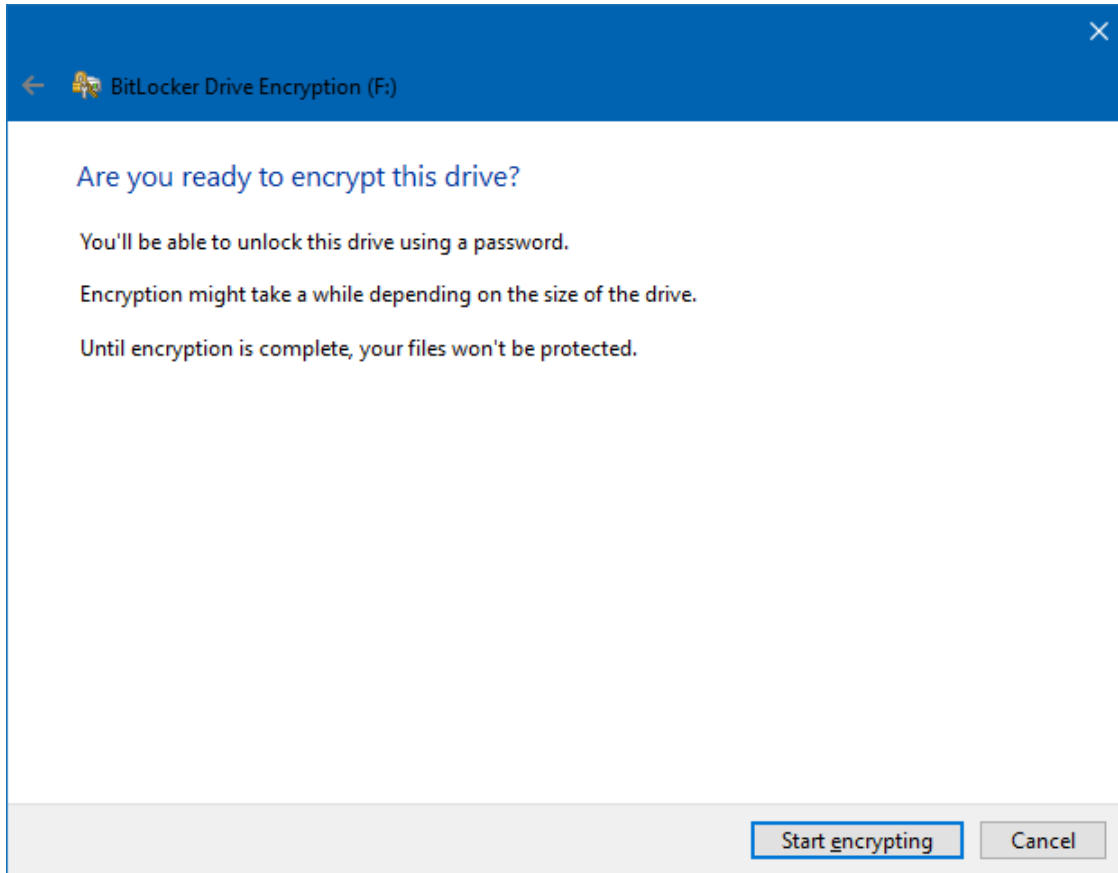 BitLocker Drive Encryption (F:)
Are you ready to encrypt this drive?
You'll be able to unlock this drive using a password.
Encryption might take a while depending on the size of the drive.
Until encryption is complete, your files won't be protected.
Start encrypting
Cancel